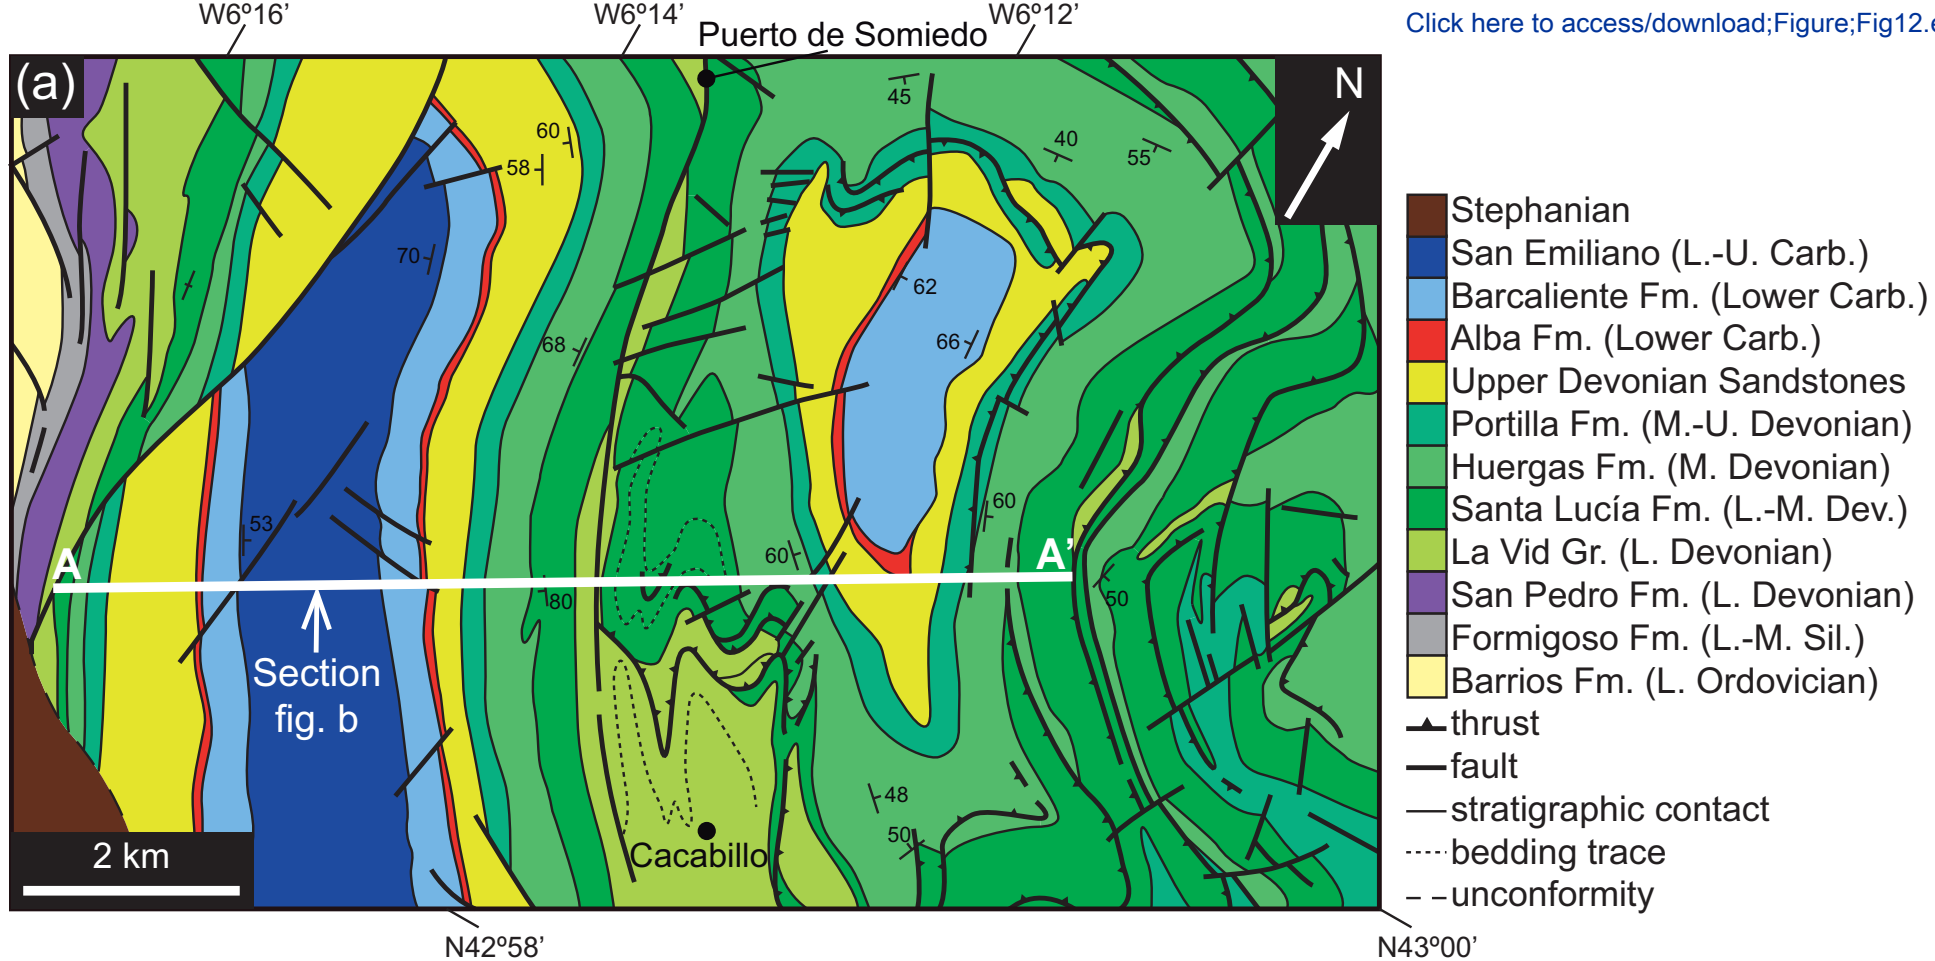 W6º16’
W6º14’
W6º12’
Click here to access/download;Figure;Fig12.e
Puerto de Somiedo
(a)
N
45
60
40
58
55
70
62
66
68
60
53
A
A’
60
80
50
Section
fig. b
48
50
Cacabillo
2 km
N42º58’
N43º00’
Stephanian
San Emiliano (L.-U. Carb.)
Barcaliente Fm. (Lower Carb.)
Alba Fm. (Lower Carb.)
Upper Devonian Sandstones
Portilla Fm. (M.-U. Devonian)
Huergas Fm. (M. Devonian)
Santa Lucía Fm. (L.-M. Dev.)
La Vid Gr. (L. Devonian)
San Pedro Fm. (L. Devonian)
Formigoso Fm. (L.-M. Sil.)
Barrios Fm. (L. Ordovician)
thrust
fault
stratigraphic contact
bedding trace
unconformity